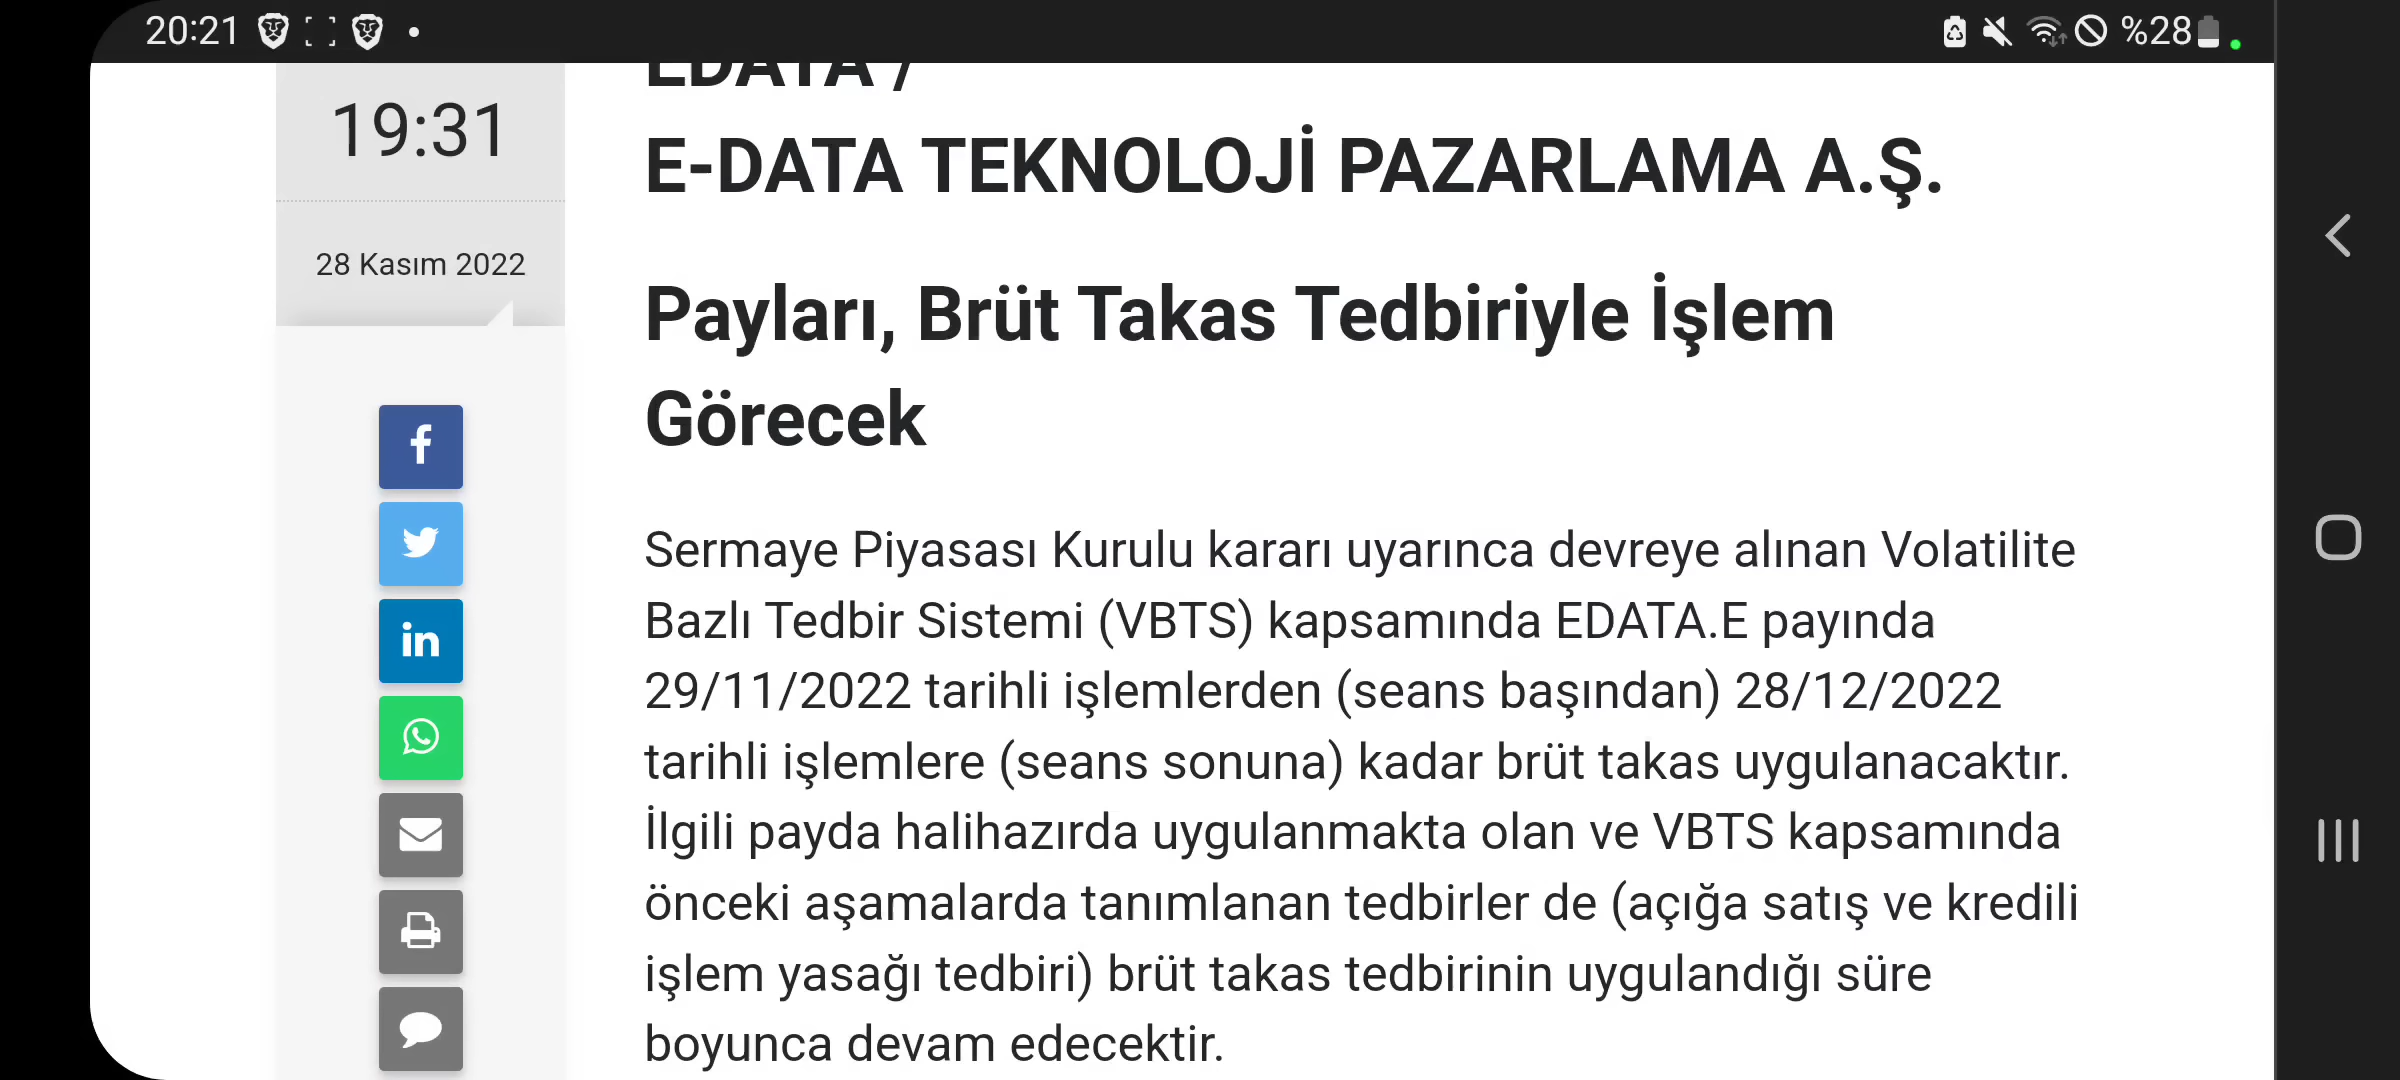 20:21
%28
EDATA /
19:31
28 Kasım 2022
E-DATA TEKNOLOJİ PAZARLAMA A.Ş.
Payları, Brüt Takas Tedbiriyle İşlem
Görecek
Sermaye Piyasası Kurulu kararı uyarınca devreye alınan Volatilite
Bazlı Tedbir Sistemi (VBTS) kapsamında EDATA.E payında
29/11/2022 tarihli işlemlerden (seans başından) 28/12/2022
tarihli işlemlere (seans sonuna) kadar brüt takas uygulanacaktır.
İlgili payda halihazırda uygulanmakta olan ve VBTS kapsamında
önceki aşamalarda tanımlanan tedbirler de (açığa satış ve kredili
işlem yasağı tedbiri) brüt takas tedbirinin uygulandığı süre
boyunca devam edecektir.